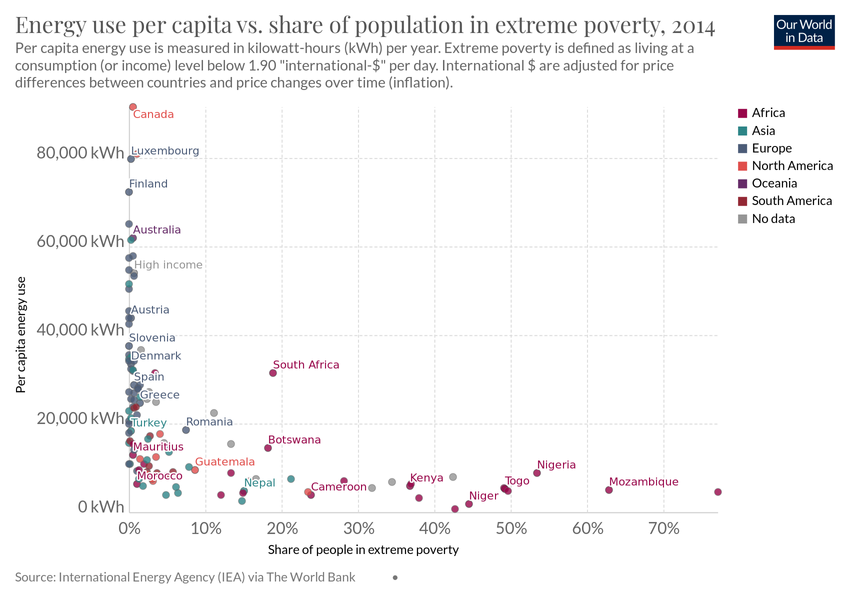 Energy use per capita vs. share of population in extreme poverty, 2014
Our World
in Data
Per capita energy use is measured in kilowatt-hours (kWh) per year. Extreme poverty is defined as living at a
consumption (or income) level below 1.90 "international-$" per day. International $ are adjusted for price
differences between countries and price changes over time (inflation).
Canada
Africa
Asia
Europe
North America
Oceania
South America
No data
80,000 kWh
Luxembourg
Finland
Australia
60,000 kWh
High income
Austria
40,000 kWh
Slovenia
Denmark
South Africa
Spain
Greece
20,000 kWh
Turkey
Romania
Botswana
Mauritius
Guatemala
Nigeria
Morocco
Nepal
Cameroon
Kenya
Togo
Mozambique
Niger
0 kWh
Per capita energy use
0%
10%
20%
30%
40%
50%
60%
70%
Share of people in extreme poverty
Source: International Energy Agency (IEA) via The World Bank